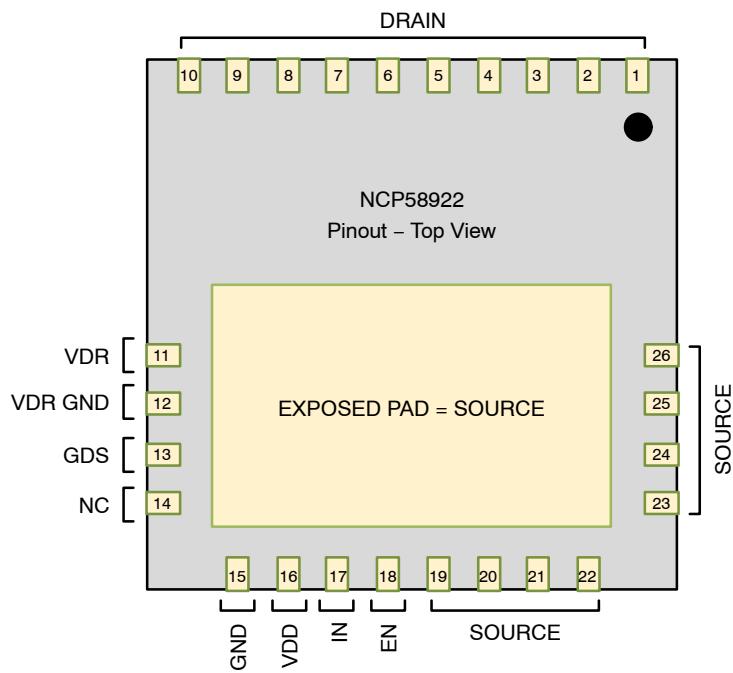 DRAIN
10 9 8 7 6 5 4 3 2 1
NCP58922
Pinout – Top View
VDR 11
26
VDR GND 12
EXPOSED PAD = SOURCE
25
GDS 13
24
NC 14
23
SOURCE
15 16 17 18 19 20 21 22
GND
VDD
IN
EN
SOURCE